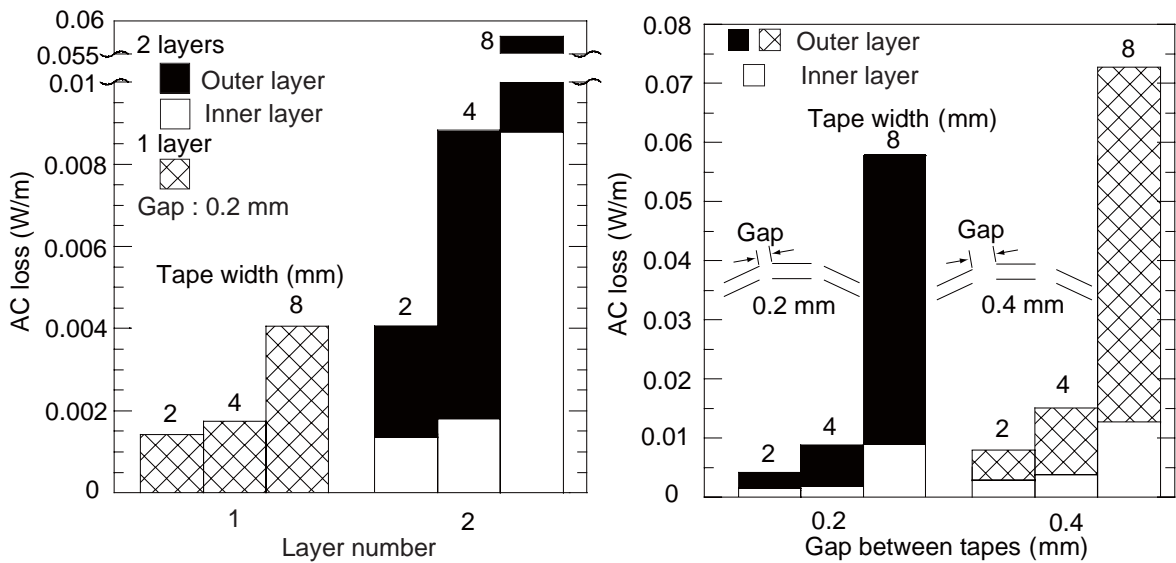 0.06
0.055
0.01
0.008
0.006
0.004
0.002
0
AC loss (W/m)
2 layers
Outer layer
Inner layer
1 layer
Gap : 0.2 mm
Tape width (mm)
2
4
8
2
4
8
1
2
Layer number
0.08
0.07
0.06
0.05
0.04
0.03
0.02
0.01
0
AC loss (W/m)
Outer layer
Inner layer
Tape width (mm)
Gap
0.2 mm
Gap
0.4 mm
2
4
8
2
4
8
0.2
0.4
Gap between tapes (mm)